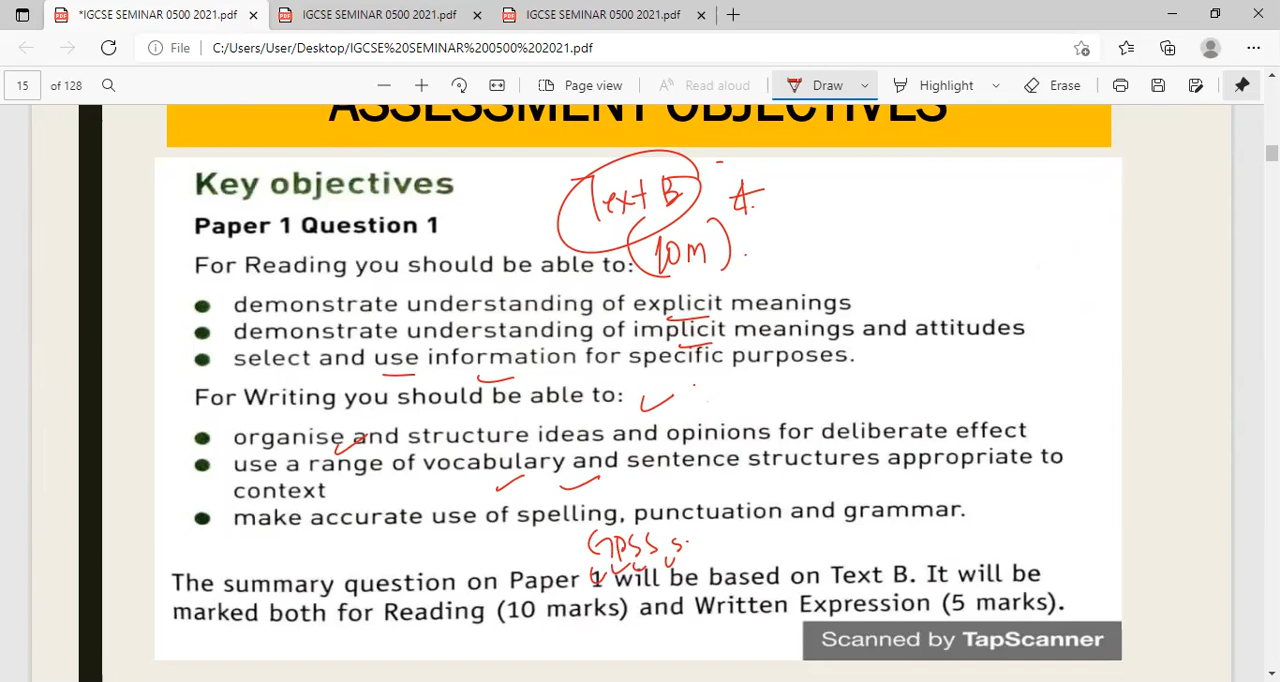 *IGCSE SEMINAR 0500 2021.pdf
IGCSE SEMINAR 0500 2021.pdf
IGCSE SEMINAR 0500 2021.pdf
File C:/Users/User/Desktop/IGCSE%20SEMINAR%200500%202021.pdf
15 of 128 Page view Read aloud Draw Highlight Erase
ASSESSMENT OBJECTIVES
Key objectives
Text B
Paper 1 Question 1
10m
For Reading you should be able to:
demonstrate understanding of explicit meanings
demonstrate understanding of implicit meanings and attitudes
select and use information for specific purposes.
For Writing you should be able to:
organise and structure ideas and opinions for deliberate effect
use a range of vocabulary and sentence structures appropriate to
context
make accurate use of spelling, punctuation and grammar.
GPSS s.
The summary question on Paper 1 will be based on Text B. It will be
marked both for Reading (10 marks) and Written Expression (5 marks).
Scanned by TapScanner